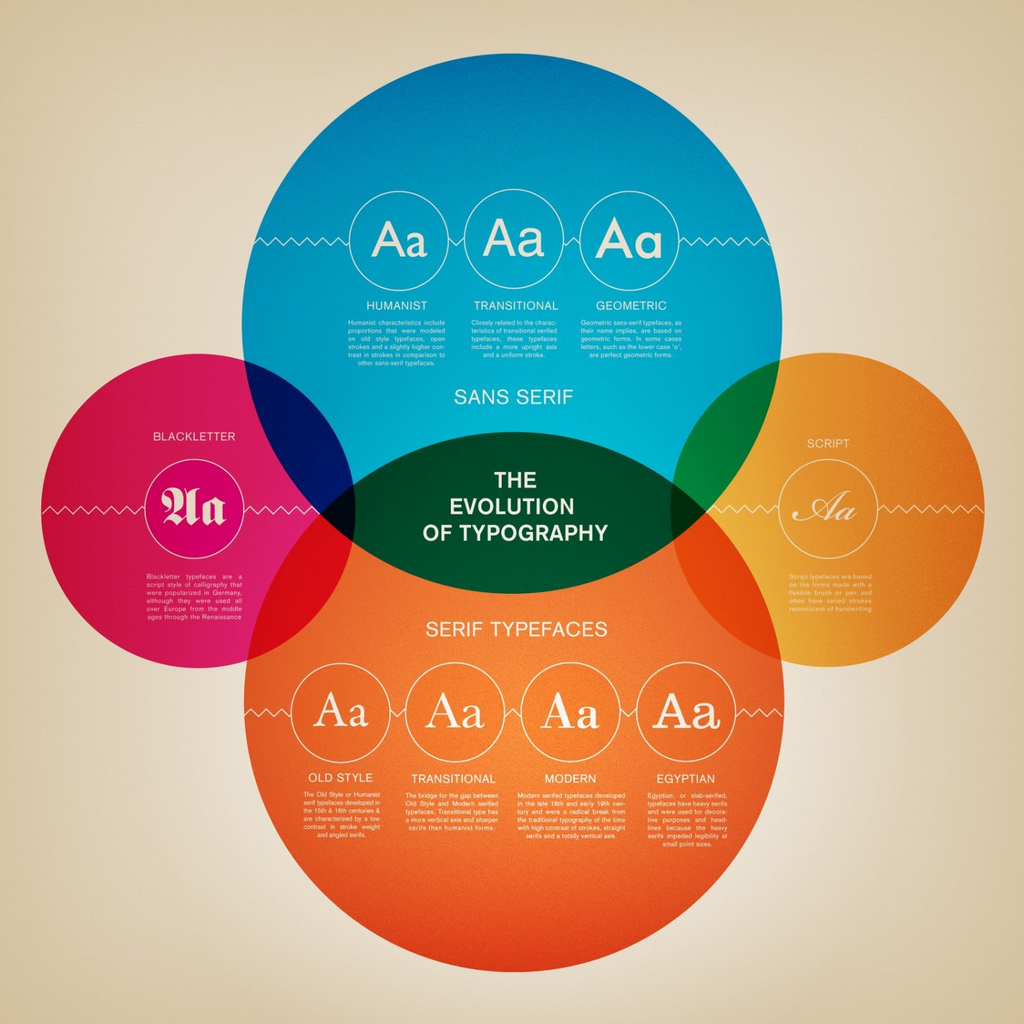 Aa
Aa
Aa
HUMANIST
TRANSITIONAL
GEOMETRIC
Humanist characteristics include
proportions that were modeled
on old style typefaces, open
strokes and a slightly higher con-
trast in strokes in comparison to
other sans-serif typefaces.
Closely related to the charac-
teristics of transitional serifed
typefaces, these typefaces
include a more upright axis
and a uniform stroke.
Geometric sans-serif typefaces, as
their name implies, are based on
geometric forms. In some cases
letters, such as the lower case 'o',
are perfect geometric forms.
SANS SERIF
BLACKLETTER
Aa
Blackletter typefaces are a
script style of calligraphy that
were popularized in Germany,
although they were used all
over Europe from the middle
ages through the Renaissance
THE
EVOLUTION
OF TYPOGRAPHY
SCRIPT
Aa
Script typefaces are based
on the forms made with a
flexible brush or pen and
often have varied strokes
reminiscent of handwriting
SERIF TYPEFACES
Aa
Aa
Aa
Aa
OLD STYLE
TRANSITIONAL
MODERN
EGYPTIAN
The Old Style or Humanist
serif typefaces developed in
the 15th & 16th centuries &
are characterized by a low
contrast in stroke weight
and angled serifs.
The bridge for the gap between
Old Style and Modern serifed
typefaces, Transitional type has
a more vertical axis and sharper
serifs than humanist forms.
Modern serifed typefaces developed
in the late 18th and early 19th cen-
tury and were a radical break from
the traditional typography of the time
with high contrast of strokes, straight
serifs and a totally vertical axis.
Egyptian, or slab-serifed,
typefaces have heavy serifs
and were used for decora-
tive purposes and head-
lines because the heavy
serifs impeded legibility at
small point sizes.